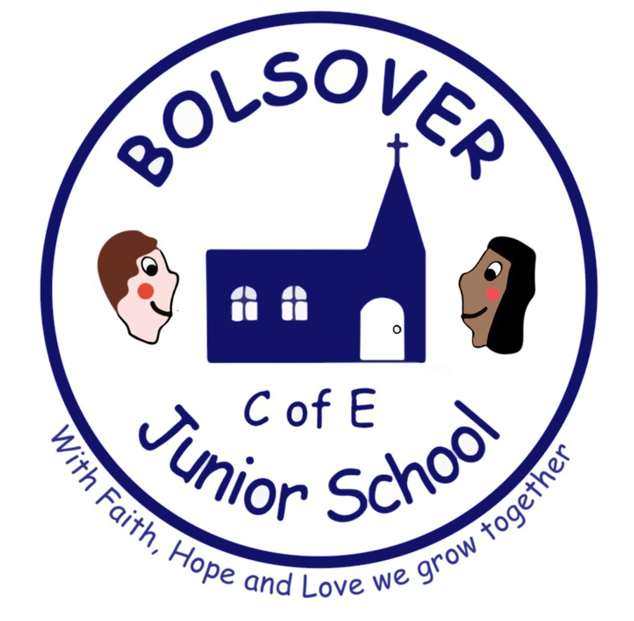 BOLSOVER
C of E
Junior School
With Faith, Hope and Love we grow together